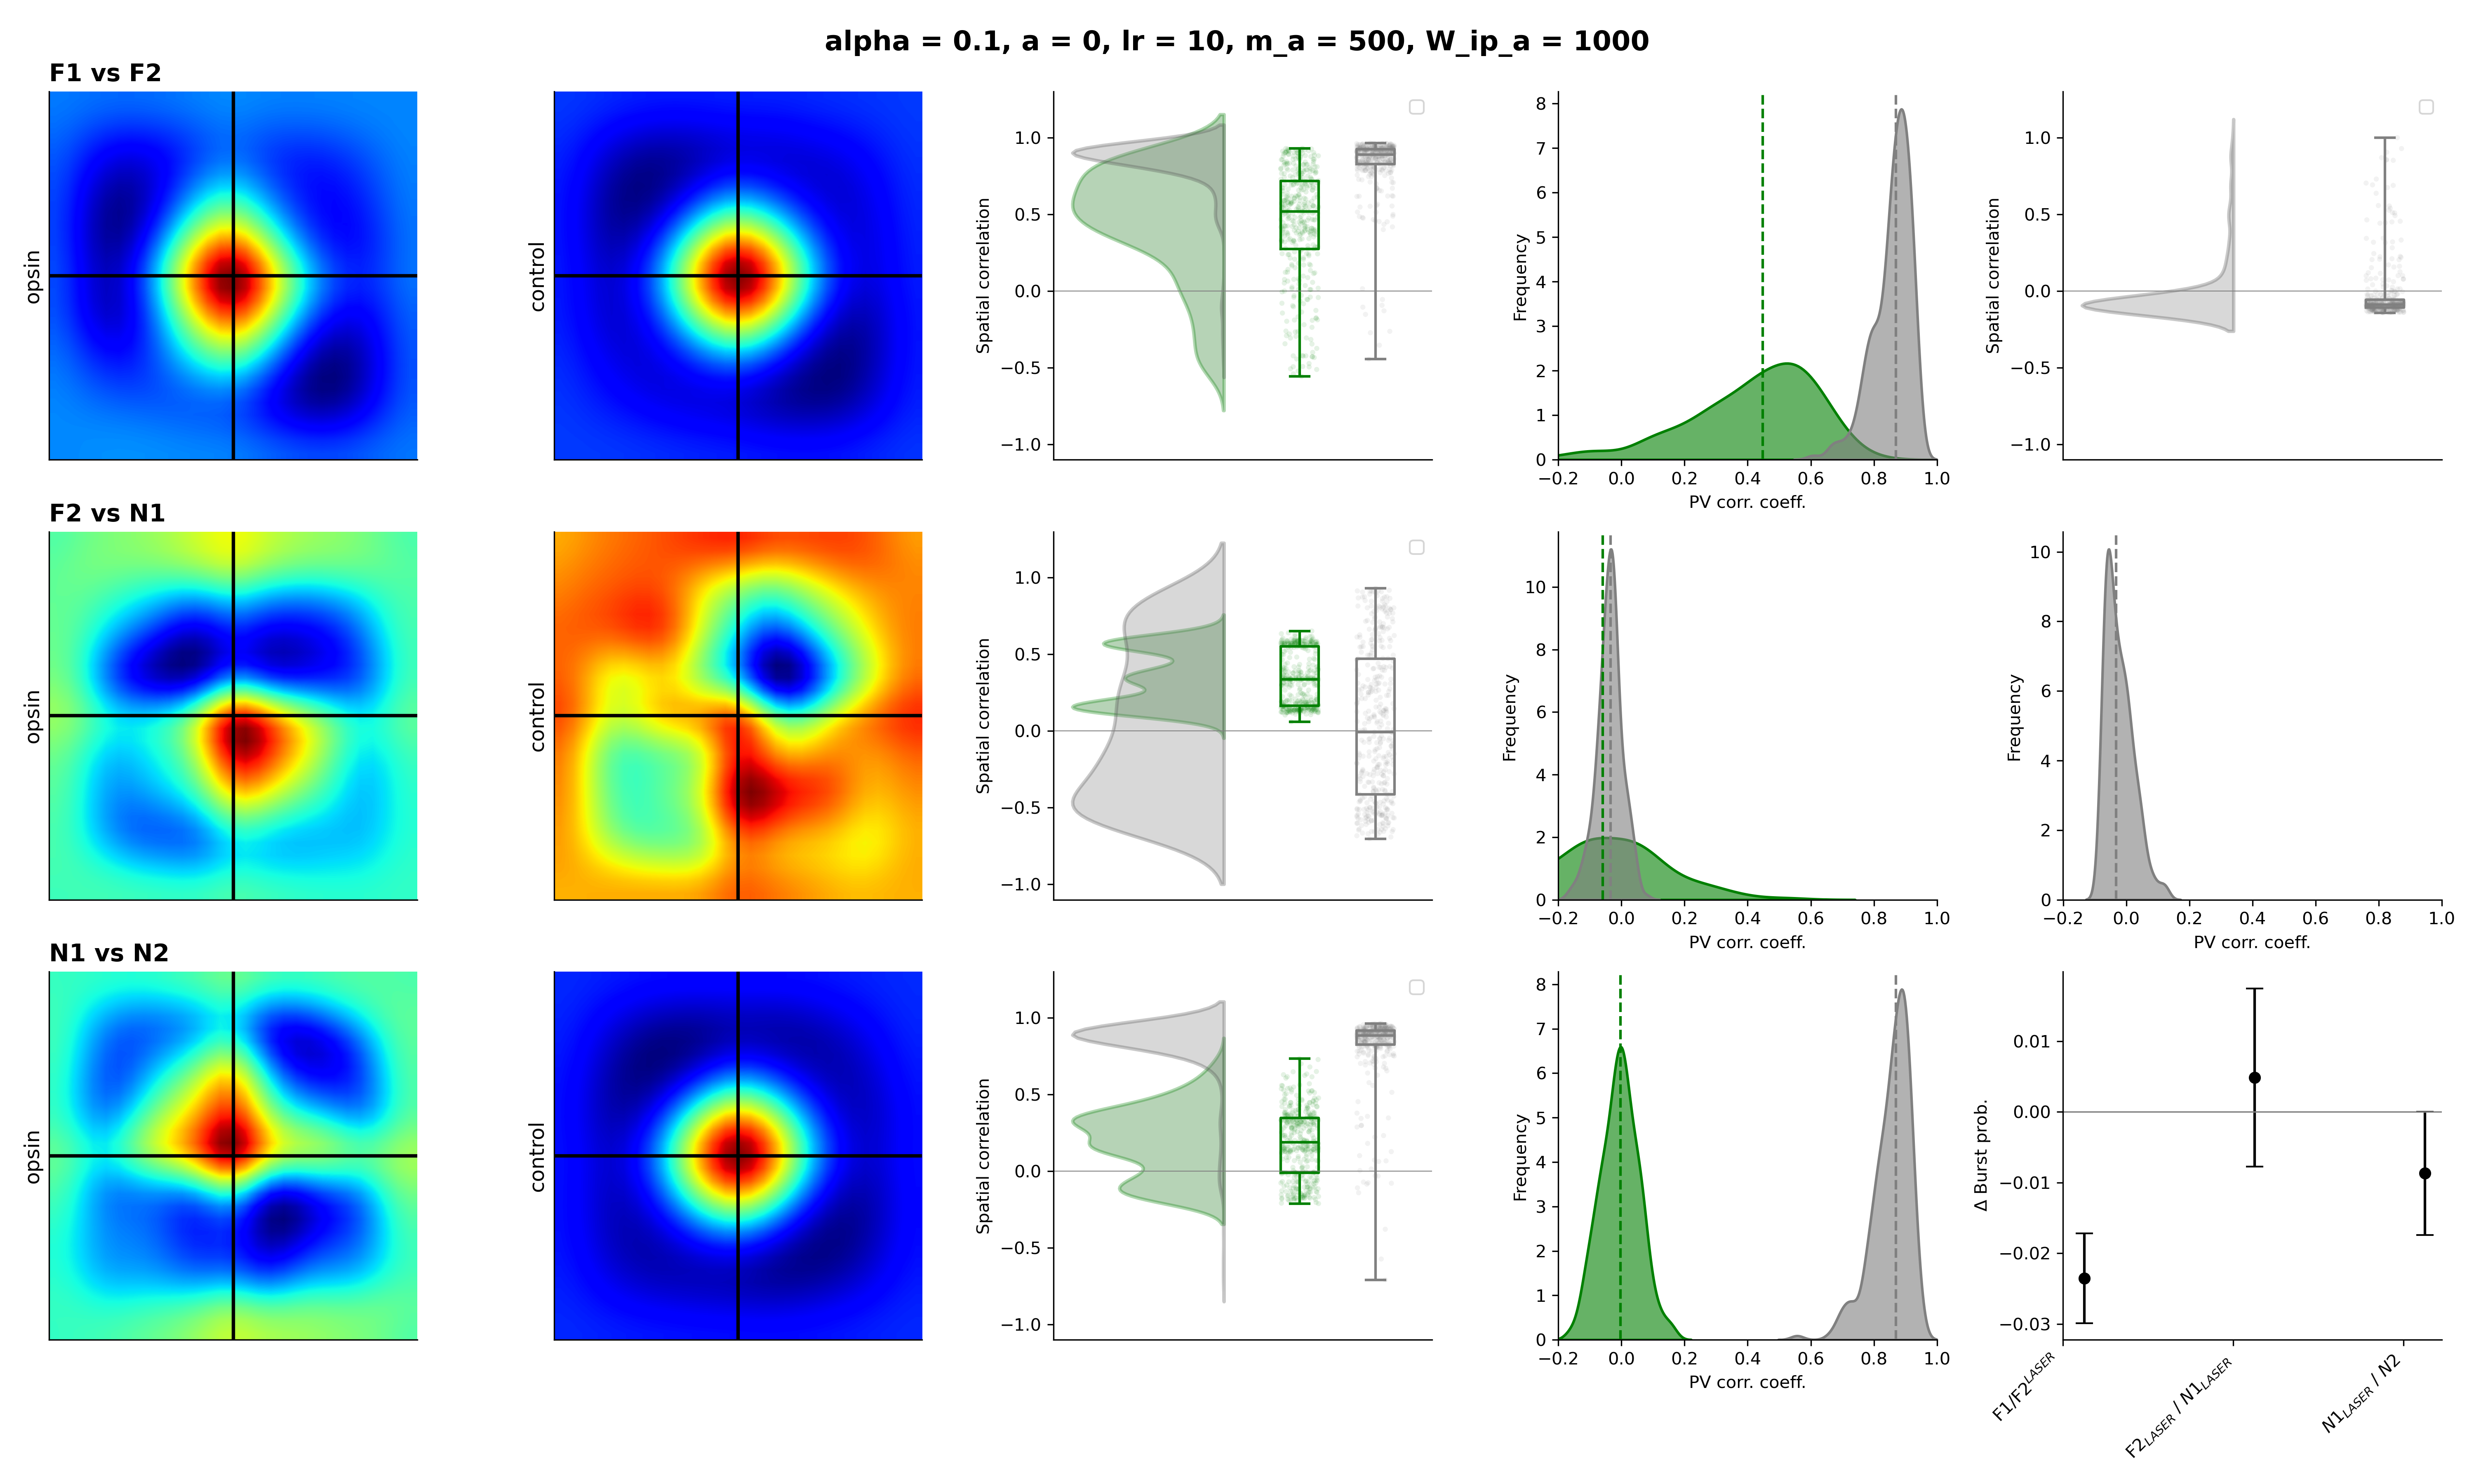 alpha = 0.1, a = 0, lr = 10, m_a = 500, W_ip_a = 1000
F1 vs F2
opsin
control
Spatial correlation
1.0
0.5
0.0
−0.5
−1.0
Frequency
8
7
6
5
4
3
2
1
0
−0.2 0.0 0.2 0.4 0.6 0.8 1.0
PV corr. coeff.
Spatial correlation
1.0
0.5
0.0
−0.5
−1.0
F2 vs N1
opsin
control
Spatial correlation
1.0
0.5
0.0
−0.5
−1.0
Frequency
10
8
6
4
2
0
−0.2 0.0 0.2 0.4 0.6 0.8 1.0
PV corr. coeff.
Frequency
10
8
6
4
2
0
−0.2 0.0 0.2 0.4 0.6 0.8 1.0
PV corr. coeff.
N1 vs N2
opsin
control
Spatial correlation
1.0
0.5
0.0
−0.5
−1.0
Frequency
8
7
6
5
4
3
2
1
0
−0.2 0.0 0.2 0.4 0.6 0.8 1.0
PV corr. coeff.
Δ Burst prob.
0.01
0.00
−0.01
−0.02
−0.03
F1/F2LASER
F2LASER / N1LASER
N1LASER / N2